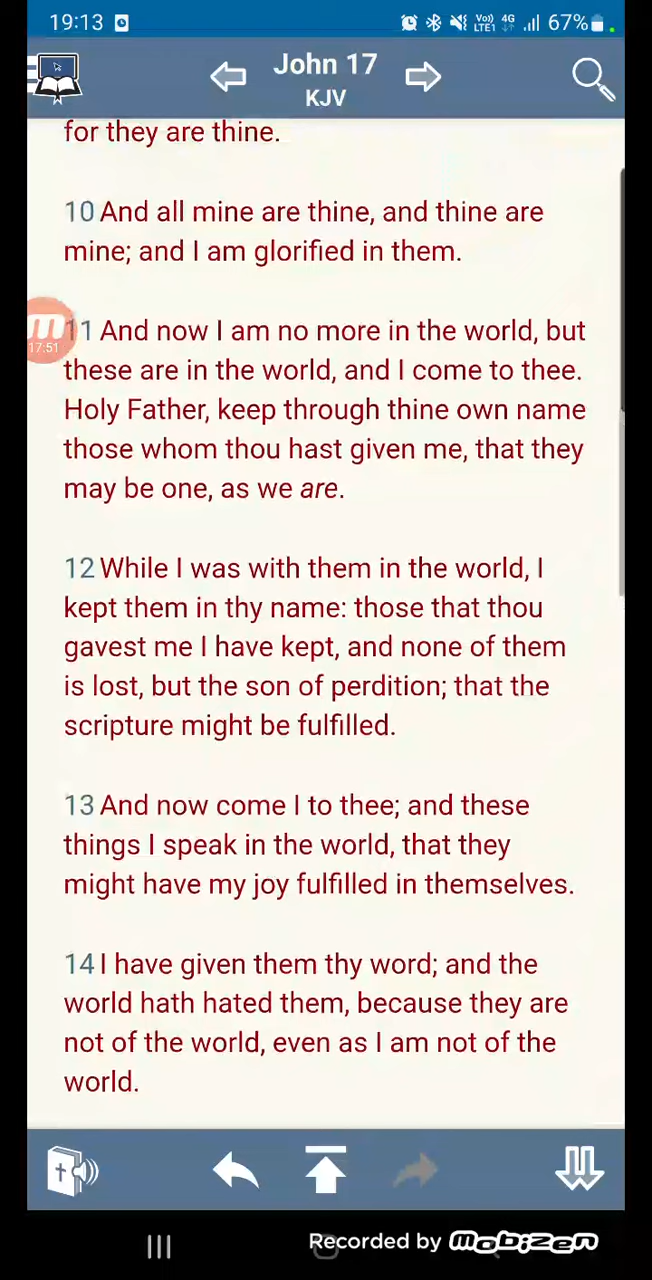 19:13 Vo) 4G LTE1 67%
John 17
KJV
for they are thine.
10 And all mine are thine, and thine are
mine; and I am glorified in them.
11 And now I am no more in the world, but
17:51
these are in the world, and I come to thee.
Holy Father, keep through thine own name
those whom thou hast given me, that they
may be one, as we are.
12 While I was with them in the world, I
kept them in thy name: those that thou
gavest me I have kept, and none of them
is lost, but the son of perdition; that the
scripture might be fulfilled.
13 And now come I to thee; and these
things I speak in the world, that they
might have my joy fulfilled in themselves.
14 I have given them thy word; and the
world hath hated them, because they are
not of the world, even as I am not of the
world.
Recorded by mobizen